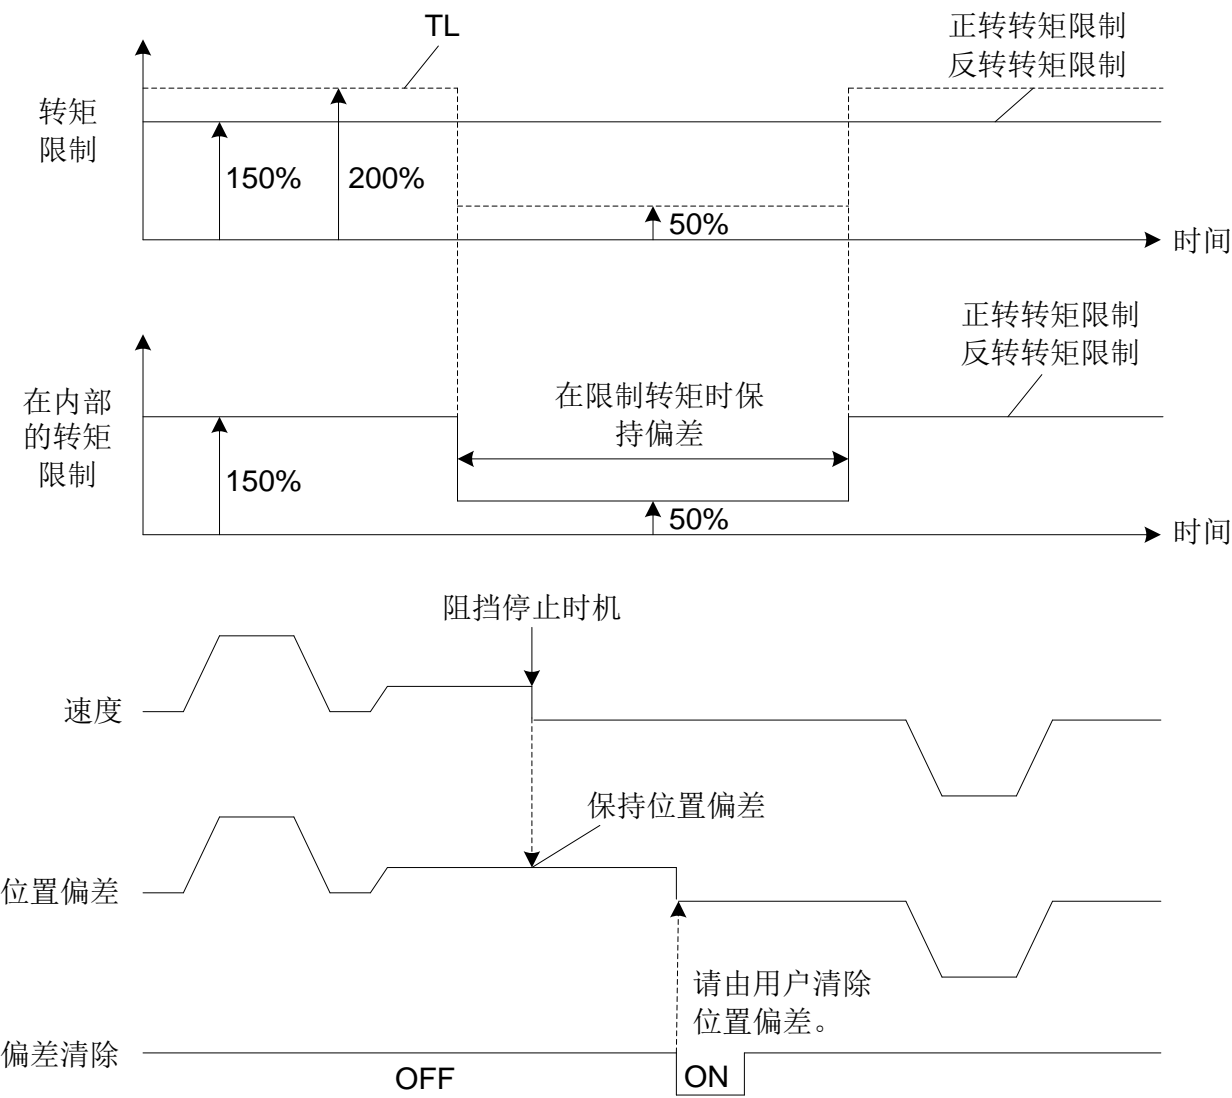 TL
正转转矩限制
反转转矩限制
转矩
限制
150%
200%
50%
时间
正转转矩限制
反转转矩限制
在内部
的转矩
限制
在限制转矩时保
持偏差
150%
50%
时间
阻挡停止时机
速度
保持位置偏差
位置偏差
请由用户清除
位置偏差。
偏差清除
OFF
ON